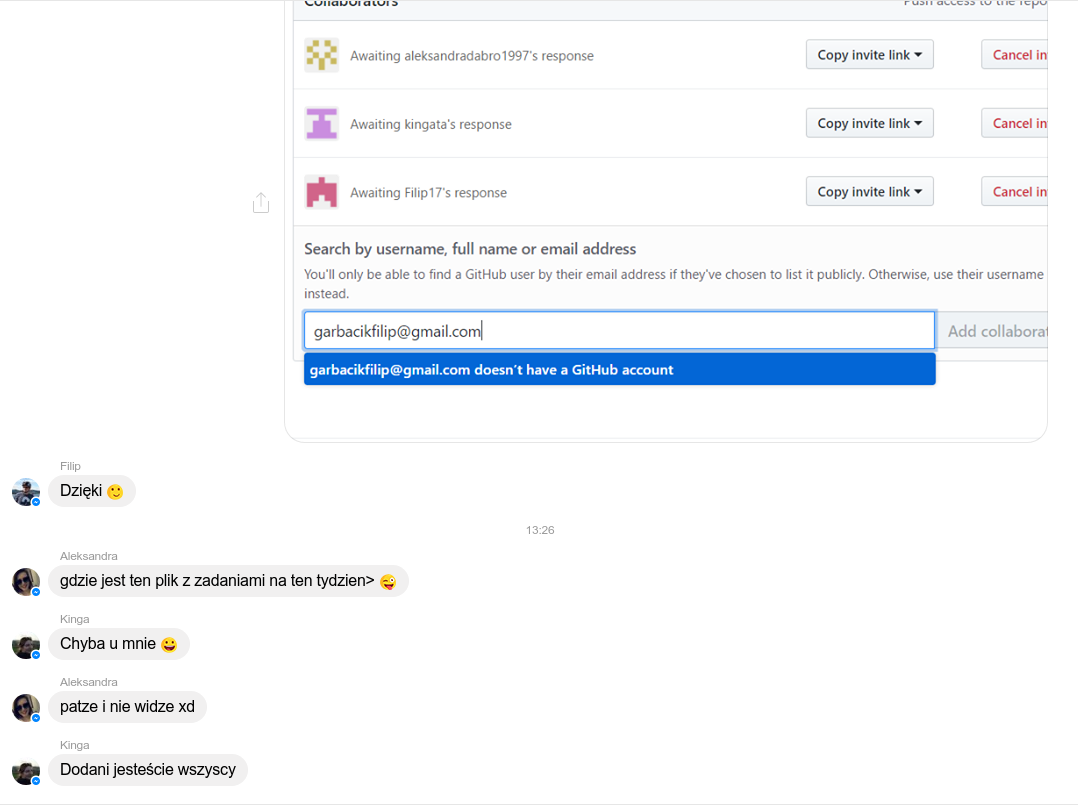 Collaborators
Push access to the repo
Awaiting aleksandradabro1997's response
Copy invite link
Cancel in
Awaiting kingata's response
Copy invite link
Cancel in
Awaiting Filip17's response
Copy invite link
Cancel in
Search by username, full name or email address
You'll only be able to find a GitHub user by their email address if they've chosen to list it publicly. Otherwise, use their username
instead.
garbacikfilip@gmail.com
Add collaborat
garbacikfilip@gmail.com doesn't have a GitHub account
Filip
Dzięki 🙂
13:26
Aleksandra
gdzie jest ten plik z zadaniami na ten tydzien> 😜
Kinga
Chyba u mnie 😀
Aleksandra
patze i nie widze xd
Kinga
Dodani jesteście wszyscy